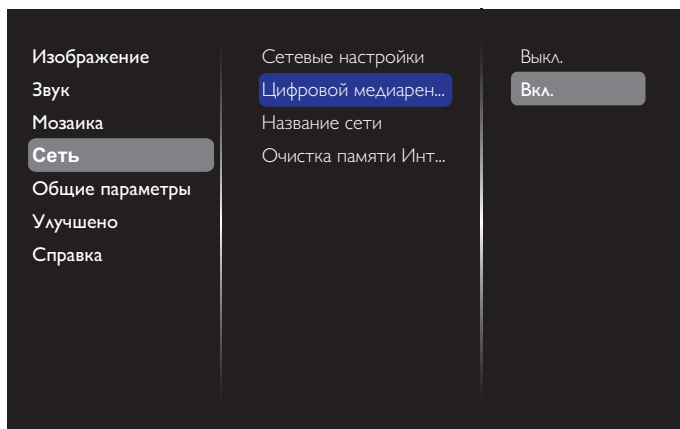 Изображение
Звук
Мозаика
Сеть
Общие параметры
Улучшено
Справка
Сетевые настройки
Цифровой медиарен...
Название сети
Очистка памяти Инт...
Выкл.
Вкл.